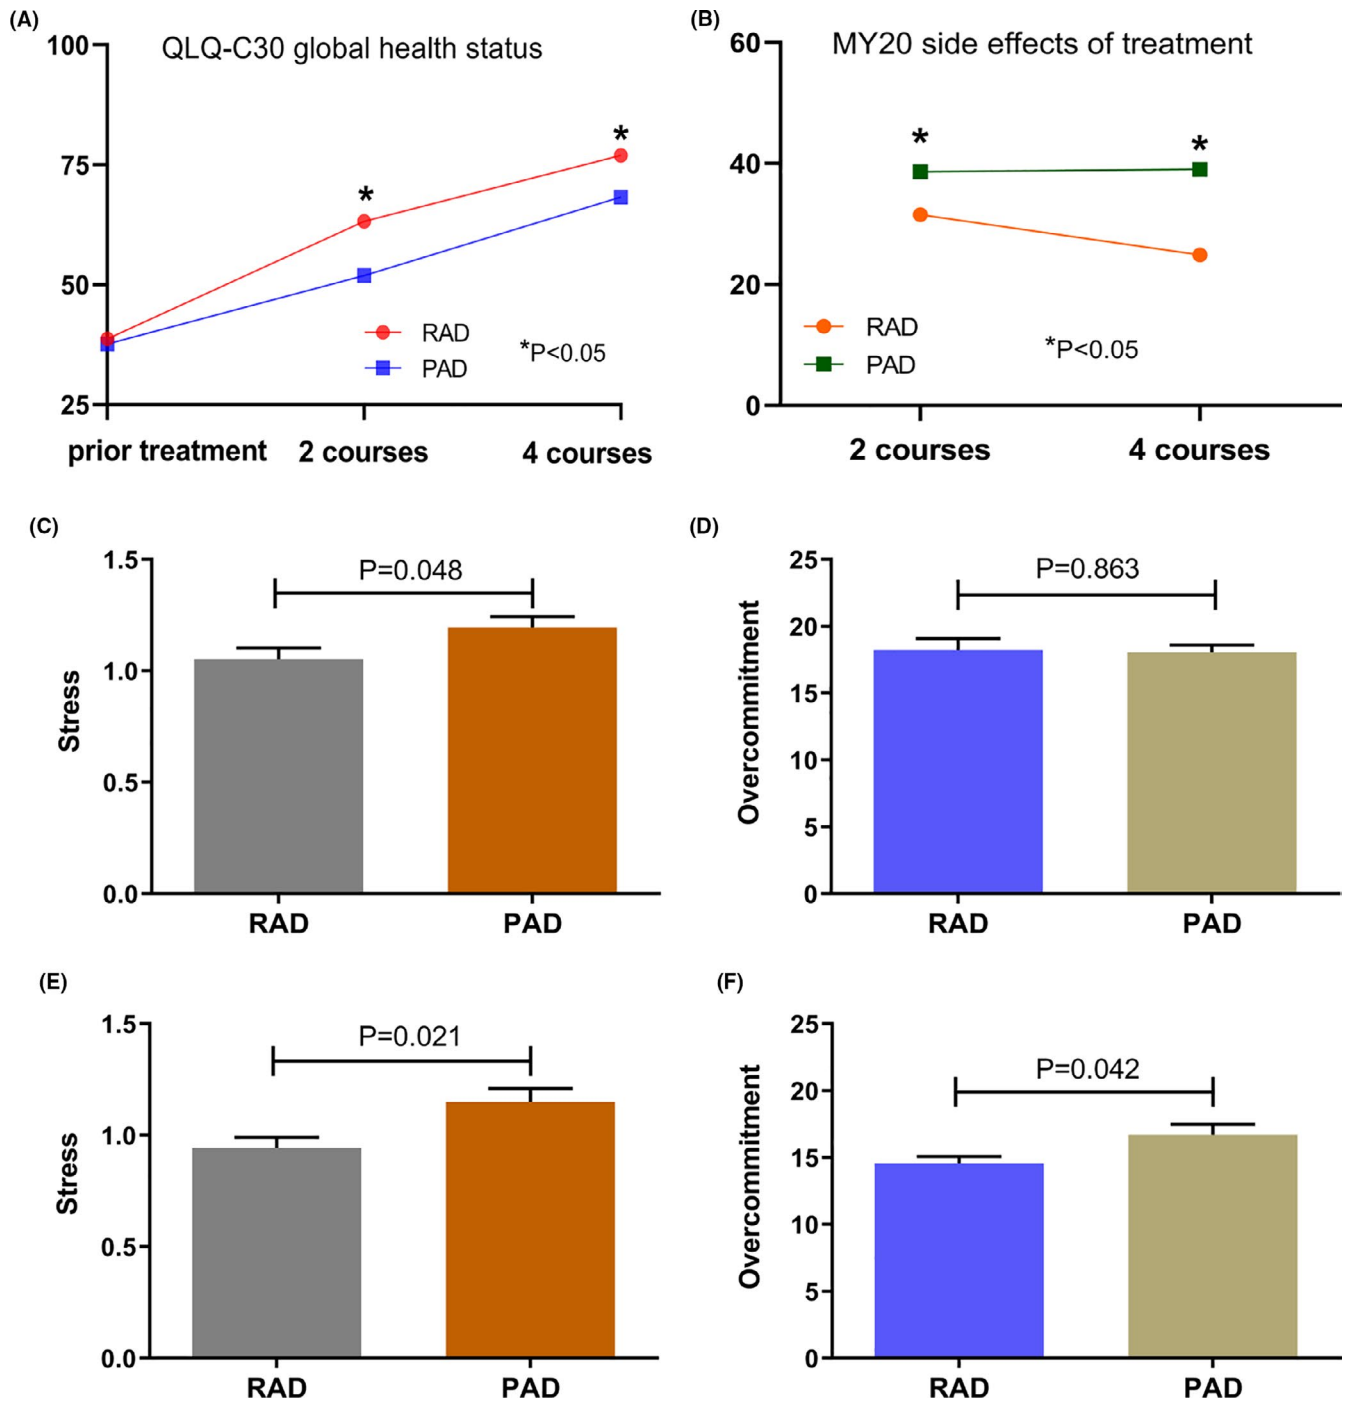 (A)
QLQ-C30 global health status
100
75
50
25
*
*
RAD
PAD
*P<0.05
prior treatment 2 courses 4 courses
(B)
MY20 side effects of treatment
60
40
20
0
*
*
RAD
PAD
*P<0.05
2 courses 4 courses
(C)
Stress
1.5
1.0
0.5
0.0
P=0.048
RAD PAD
(D)
Overcommitment
25
20
15
10
5
0
P=0.863
RAD PAD
(E)
Stress
1.5
1.0
0.5
0.0
P=0.021
RAD PAD
(F)
Overcommitment
25
20
15
10
5
0
P=0.042
RAD PAD